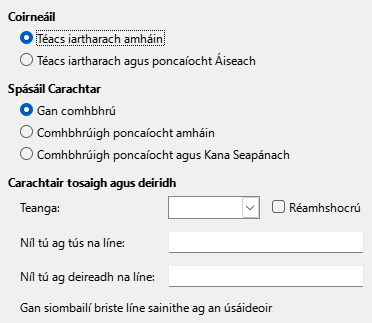 Coirneáil
Téacs iartharach amháin
Téacs iartharach agus poncaíocht Áiseach
Spásáil Carachtar
Gan comhbhrú
Comhbhrúigh poncaíocht amháin
Comhbhrúigh poncaíocht agus Kana Seapánach
Carachtair tosaigh agus deiridh
Teanga: Réamhshocrú
Níl tú ag tús na líne:
Níl tú ag deireadh na líne:
Gan siombailí briste líne sainithe ag an úsáideoir